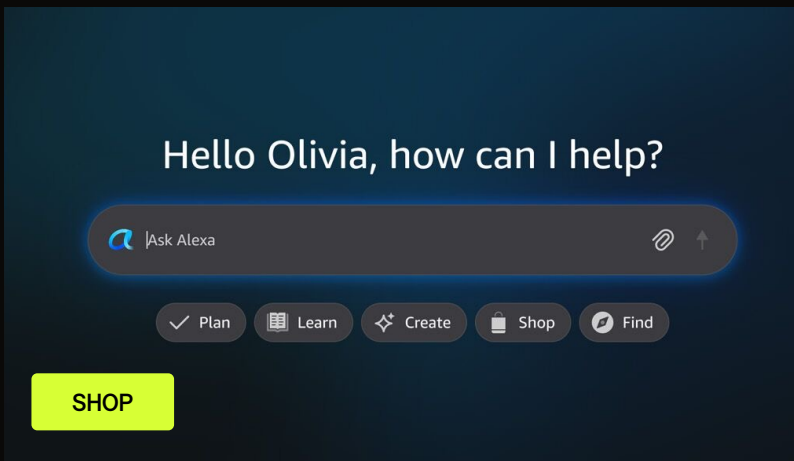 Hello Olivia, how can I help?
Ask Alexa
Plan Learn Create Shop Find
SHOP